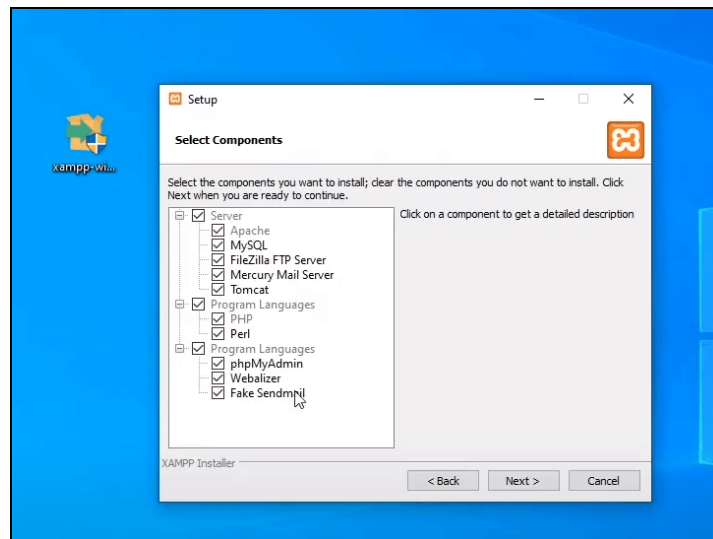 Setup
Select Components
xampp-wi...
Select the components you want to install; clear the components you do not want to install. Click
Next when you are ready to continue.
Server
Apache
MySQL
FileZilla FTP Server
Mercury Mail Server
Tomcat
Program Languages
PHP
Perl
Program Languages
phpMyAdmin
Webalizer
Fake Sendmail
Click on a component to get a detailed description
XAMPP Installer
< Back
Next >
Cancel